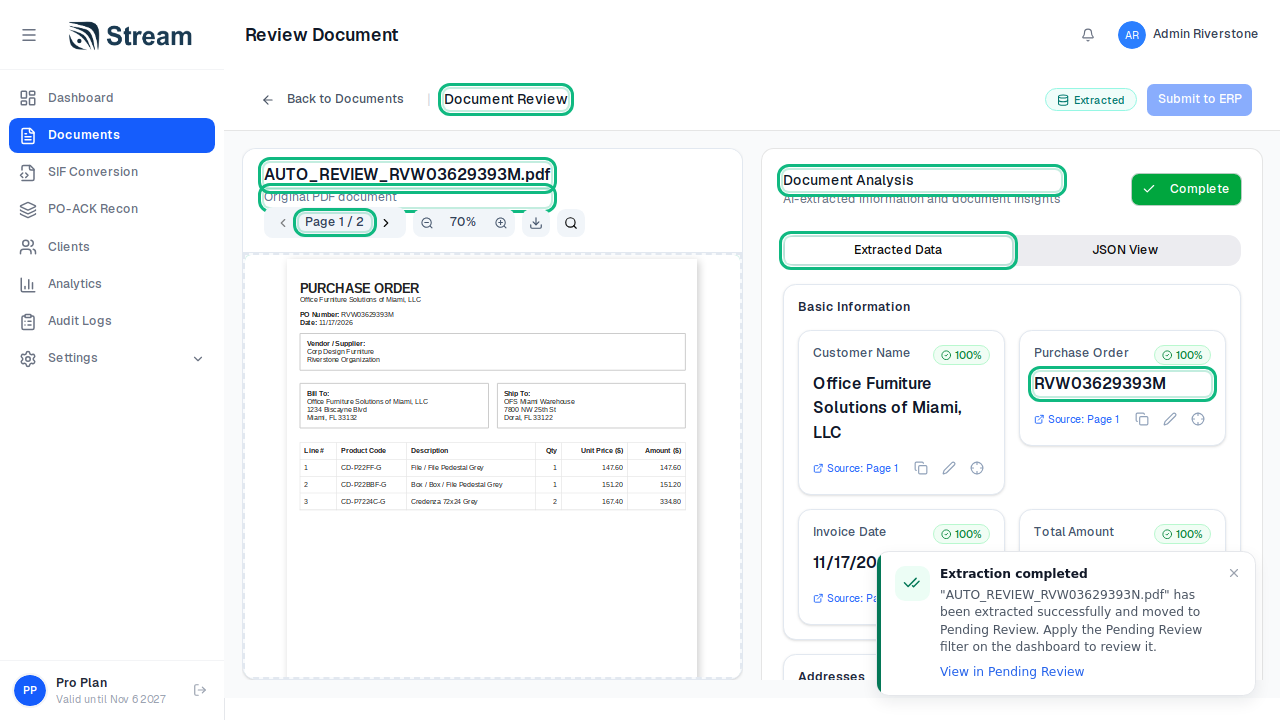 Stream
Review Document
AR
Admin Riverstone
Dashboard
Documents
SIF Conversion
PO-ACK Recon
Clients
Analytics
Audit Logs
Settings
PP
Pro Plan
Valid until Nov 6 2027
Back to Documents
Document Review
Extracted
Submit to ERP
AUTO_REVIEW_RVW03629393M.pdf
Original PDF document
Page 1 / 2
70%
PURCHASE ORDER
Office Furniture Solutions of Miami, LLC
PO Number: RVW03629393M
Date: 11/17/2026
Vendor / Supplier:
Corp Design Furniture
Riverstone Organization
Bill To:
Office Furniture Solutions of Miami, LLC
1234 Biscayne Blvd
Miami, FL 33132
Ship To:
OFS Miami Warehouse
7800 NW 25th St
Doral, FL 33122
Line # Product Code Description Qty Unit Price ($) Amount ($)
1 CD-P22FF-G File / File Pedestal Grey 1 147.60 147.60
2 CD-P22BBF-G Box / Box / File Pedestal Grey 1 151.20 151.20
3 CD-P7224C-G Credenza 72x24 Grey 2 167.40 334.80
Document Analysis
AI-extracted information and document insights
Complete
Extracted Data
JSON View
Basic Information
Customer Name
100%
Office Furniture
Solutions of Miami,
LLC
Source: Page 1
Purchase Order
100%
RVW03629393M
Source: Page 1
Invoice Date
100%
11/17/20
Source: Pa
Total Amount
100%
Addresses
Extraction completed
"AUTO_REVIEW_RVW03629393N.pdf" has
been extracted successfully and moved to
Pending Review. Apply the Pending Review
filter on the dashboard to review it.
View in Pending Review